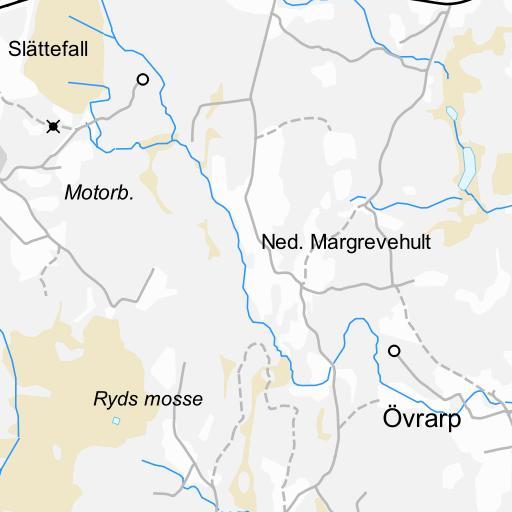 Slättefall
Motorb.
Ned. Margrevehult
Ryds mosse
Övrarp